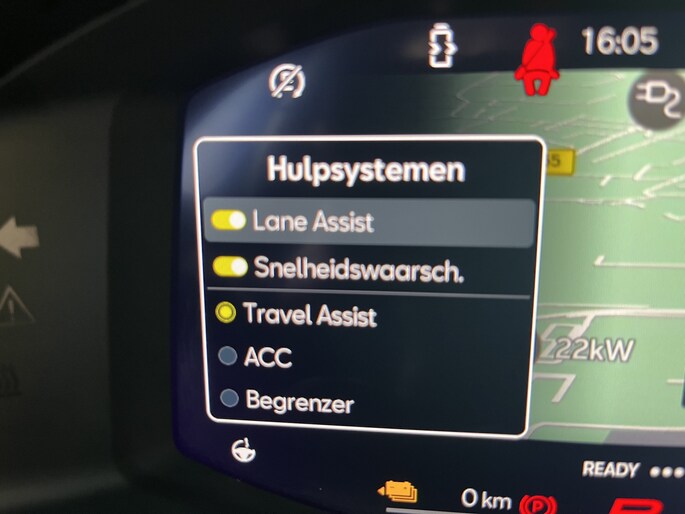 16:05
Hulpsystemen
Lane Assist
Snelheidswaarsch.
Travel Assist
ACC
Begrenzer
22kW
READY
0 km
P